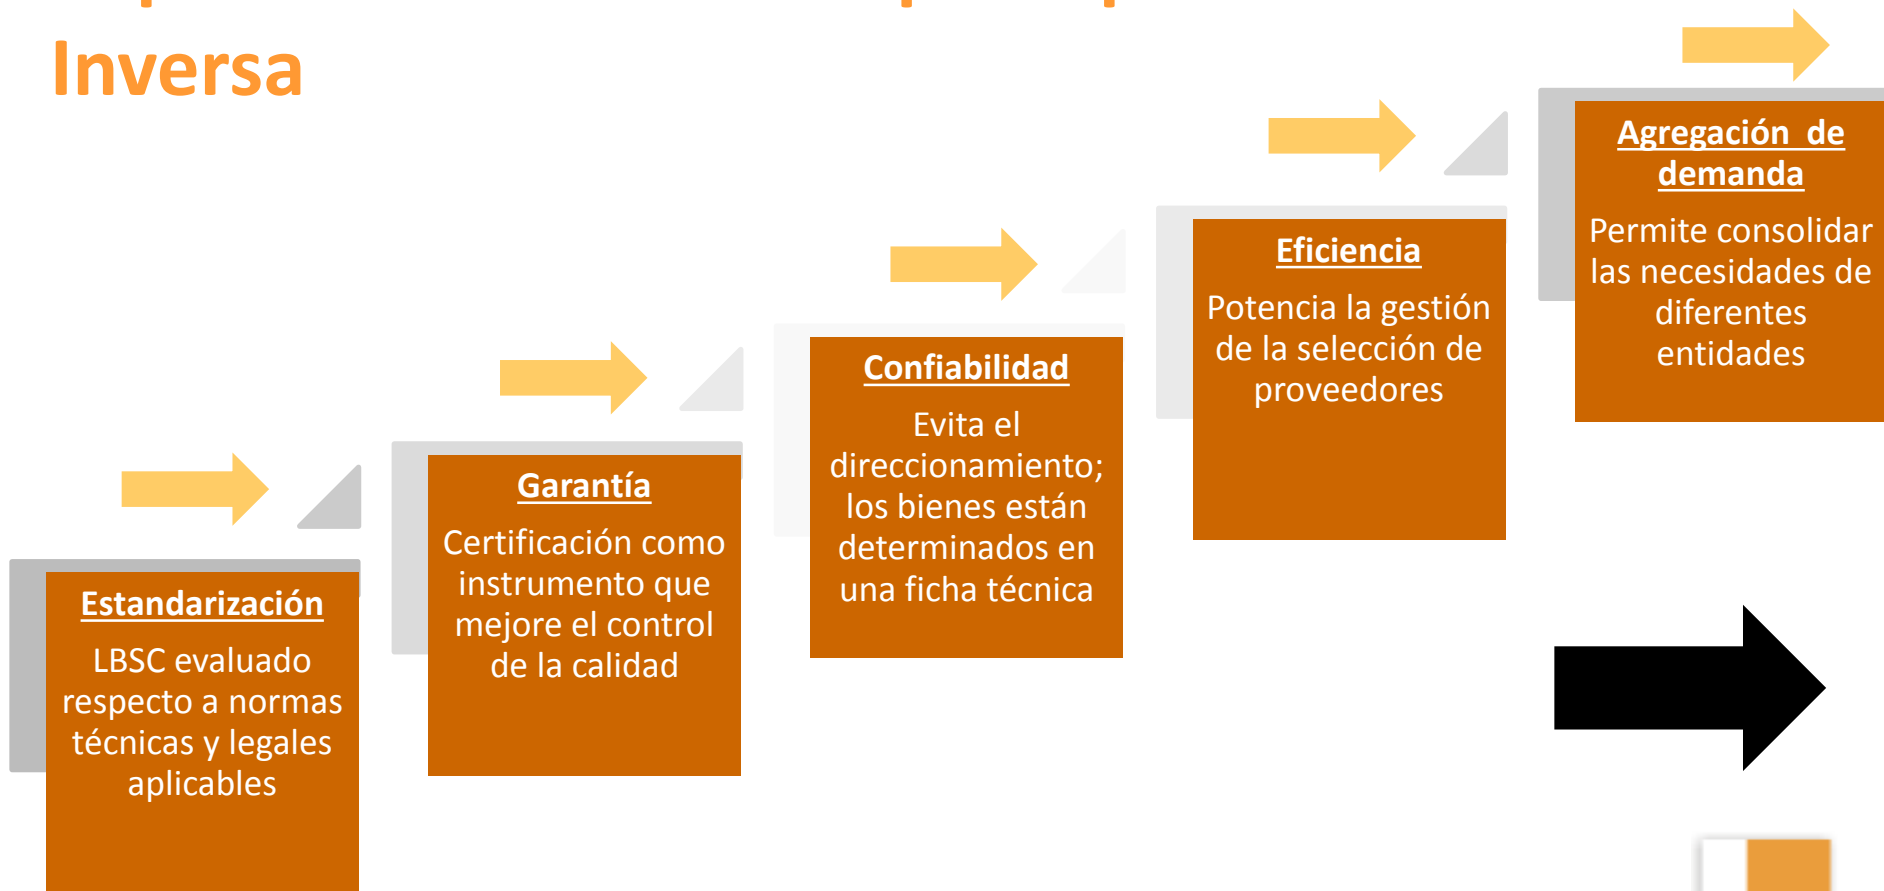 Inversa
Estandarización
LBSC evaluado
respecto a normas
técnicas y legales
aplicables
Garantía
Certificación como
instrumento que
mejore el control
de la calidad
Confiabilidad
Evita el
direccionamiento;
los bienes están
determinados en
una ficha técnica
Eficiencia
Potencia la gestión
de la selección de
proveedores
Agregación de
demanda
Permite consolidar
las necesidades de
diferentes
entidades